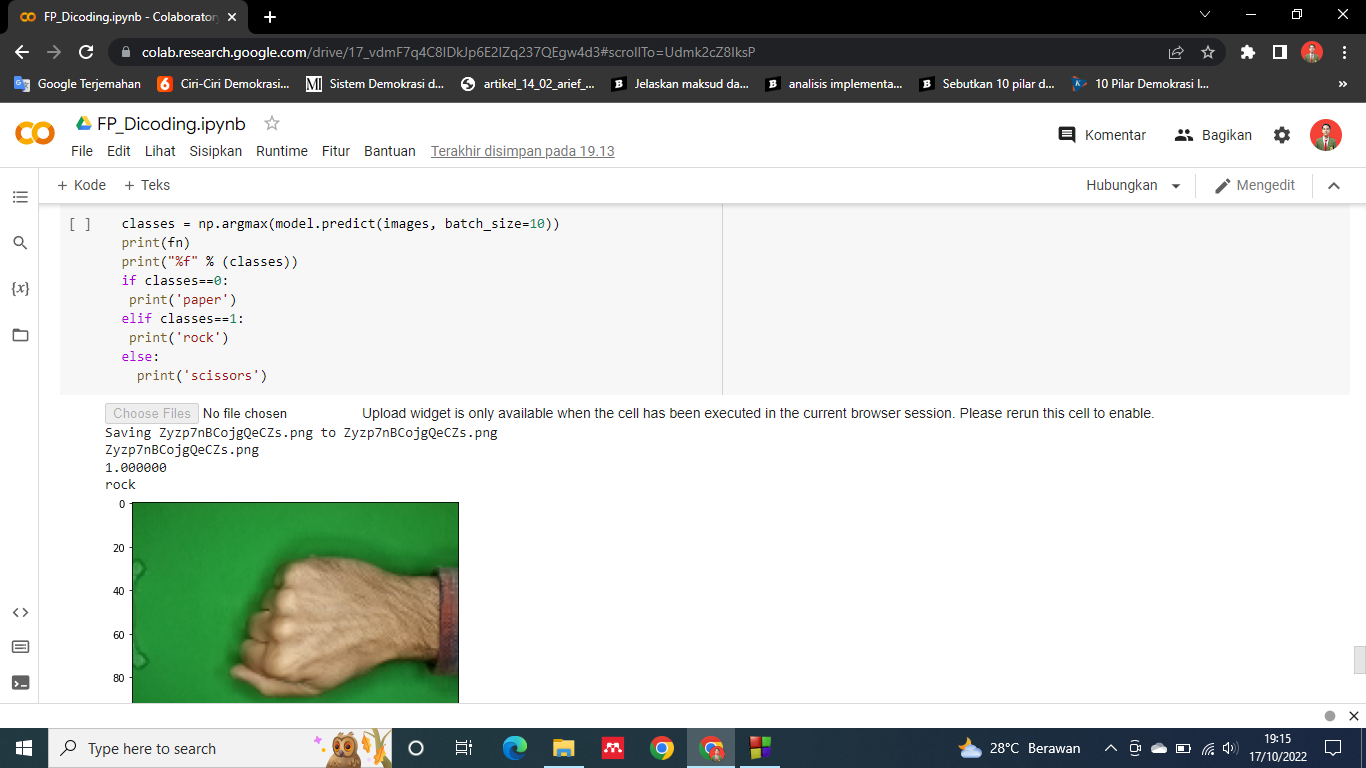 FP_Dicoding.ipynb - Colaborator
colab.research.google.com/drive/17_vdmF7q4C8IDkJp6E2IZq237QEgw4d3#scrollTo=Udmk2cZ8IksP
Google Terjemahan
Ciri-Ciri Demokrasi...
Sistem Demokrasi d...
artikel_14_02_arief_...
Jelaskan maksud da...
analisis implementa...
Sebutkan 10 pilar d...
10 Pilar Demokrasi I...
»
FP_Dicoding.ipynb
Komentar
Bagikan
File Edit Lihat Sisipkan Runtime Fitur Bantuan Terakhir disimpan pada 19.13
+ Kode + Teks
Hubungkan
Mengedit
{x}
[ ] classes = np.argmax(model.predict(images, batch_size=10))
print(fn)
print("%f" % (classes))
if classes==0:
print('paper')
elif classes==1:
print('rock')
else:
print('scissors')
Choose Files No file chosen Upload widget is only available when the cell has been executed in the current browser session. Please rerun this cell to enable.
Saving Zyzp7nBCojgQeCZs.png to Zyzp7nBCojgQeCZs.png
Zyzp7nBCojgQeCZs.png
1.000000
rock
0
20
40
60
80
Type here to search
28°C Berawan
19:15
17/10/2022